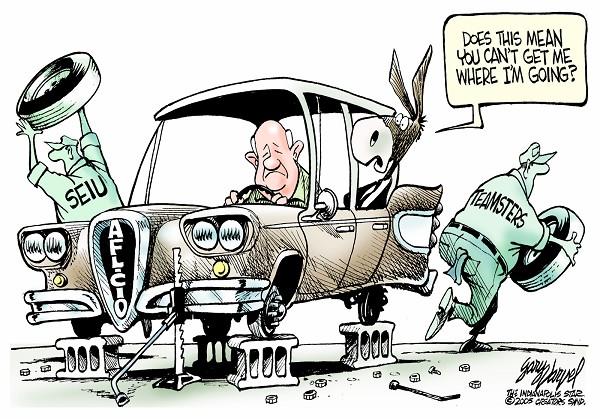 DOES THIS MEAN
YOU CAN'T GET ME
WHERE I'M GOING?
SEIU
AFL-CIO
TEAMSTERS
Gary Varvel
THE INDIANAPOLIS STAR
©2005 CREATORS SYND.